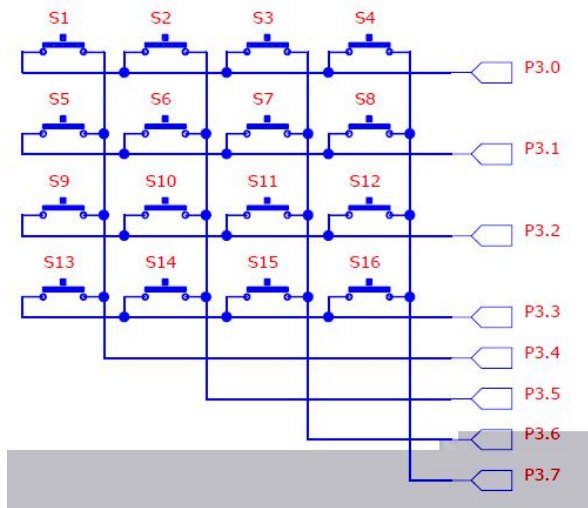 S1 S2 S3 S4
P3.0
S5 S6 S7 S8
P3.1
S9 S10 S11 S12
P3.2
S13 S14 S15 S16
P3.3
P3.4
P3.5
P3.6
P3.7